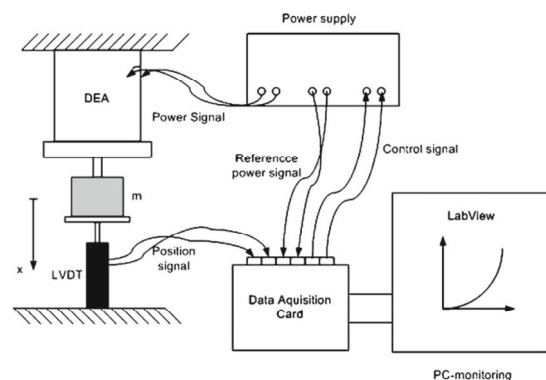 Power supply
DEA
Power Signal
Referencce
power signal
Control signal
m
x
LVDT
Position
signal
Data Aquisition
Card
LabView
PC-monitoring